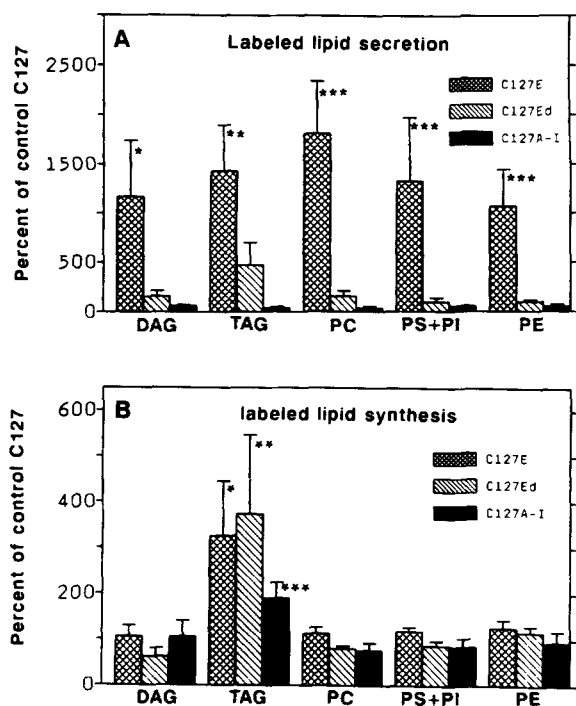 A
Labeled lipid secretion
Percent of control C127
2500
1500
500
0
C127E
C127Ed
C127A-I
*
**
***
***
***
DAG
TAG
PC
PS+PI
PE
B
labeled lipid synthesis
Percent of control C127
600
400
200
0
C127E
C127Ed
C127A-I
*
**
***
DAG
TAG
PC
PS+PI
PE